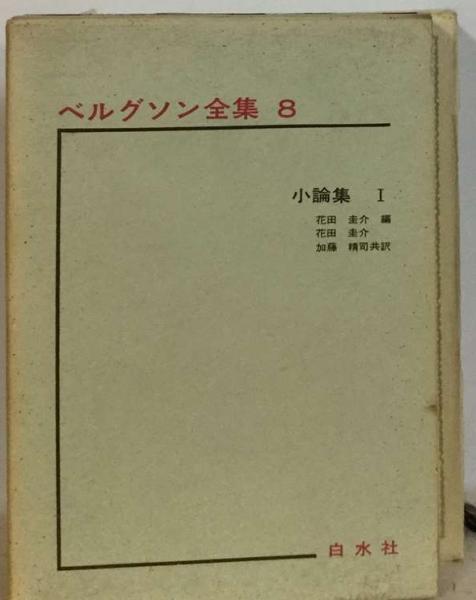 ベルグソン全集 8
小論集 I
花田 圭介 編
花田 圭介
加藤 精司共訳
白水社